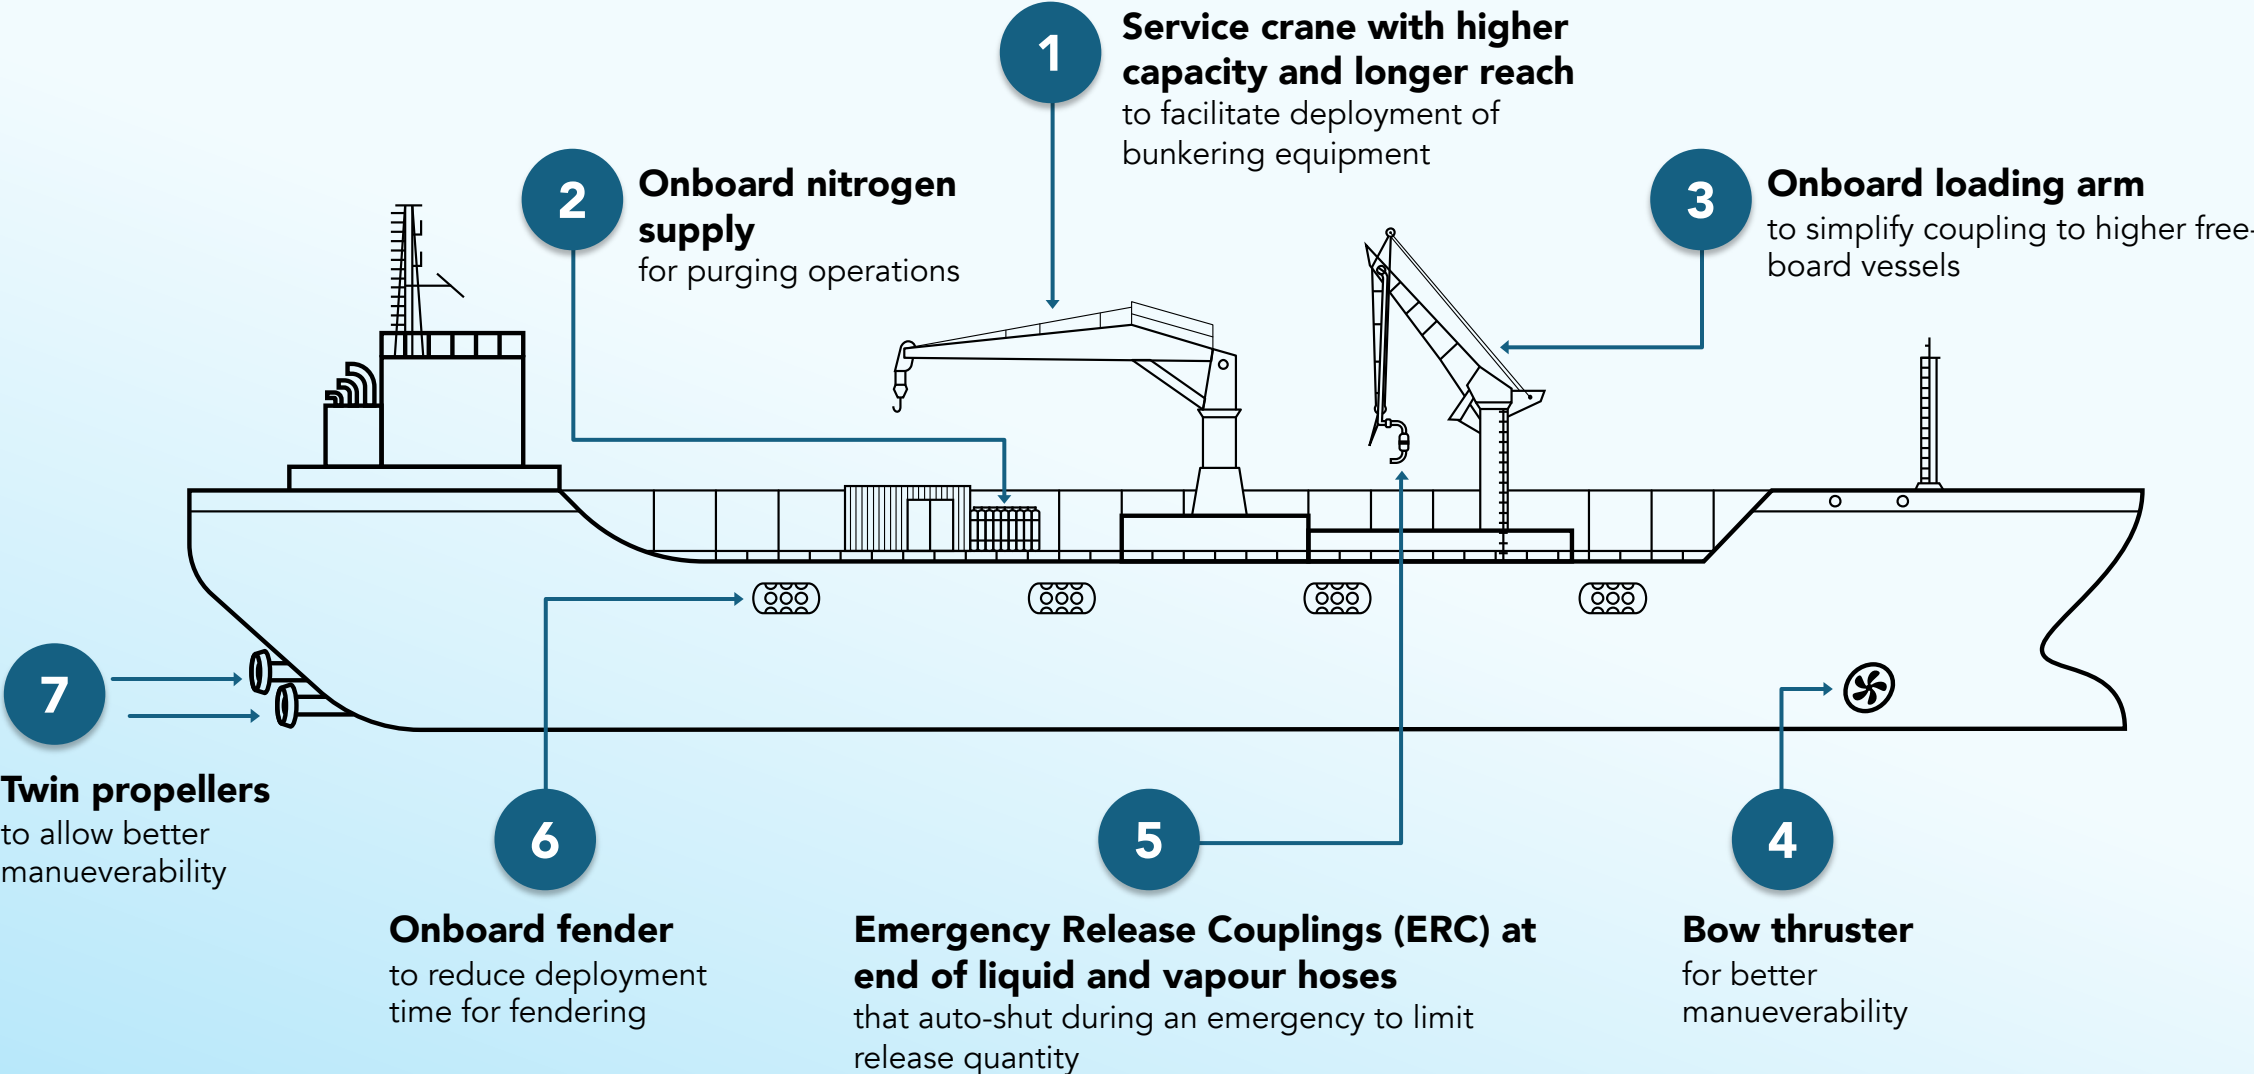 1
Service crane with higher
capacity and longer reach
to facilitate deployment of
bunkering equipment
2
Onboard nitrogen
supply
for purging operations
3
Onboard loading arm
to simplify coupling to higher free-
board vessels
7
Twin propellers
to allow better
manueverability
6
Onboard fender
to reduce deployment
time for fendering
5
Emergency Release Couplings (ERC) at
end of liquid and vapour hoses
that auto-shut during an emergency to limit
release quantity
4
Bow thruster
for better
manueverability